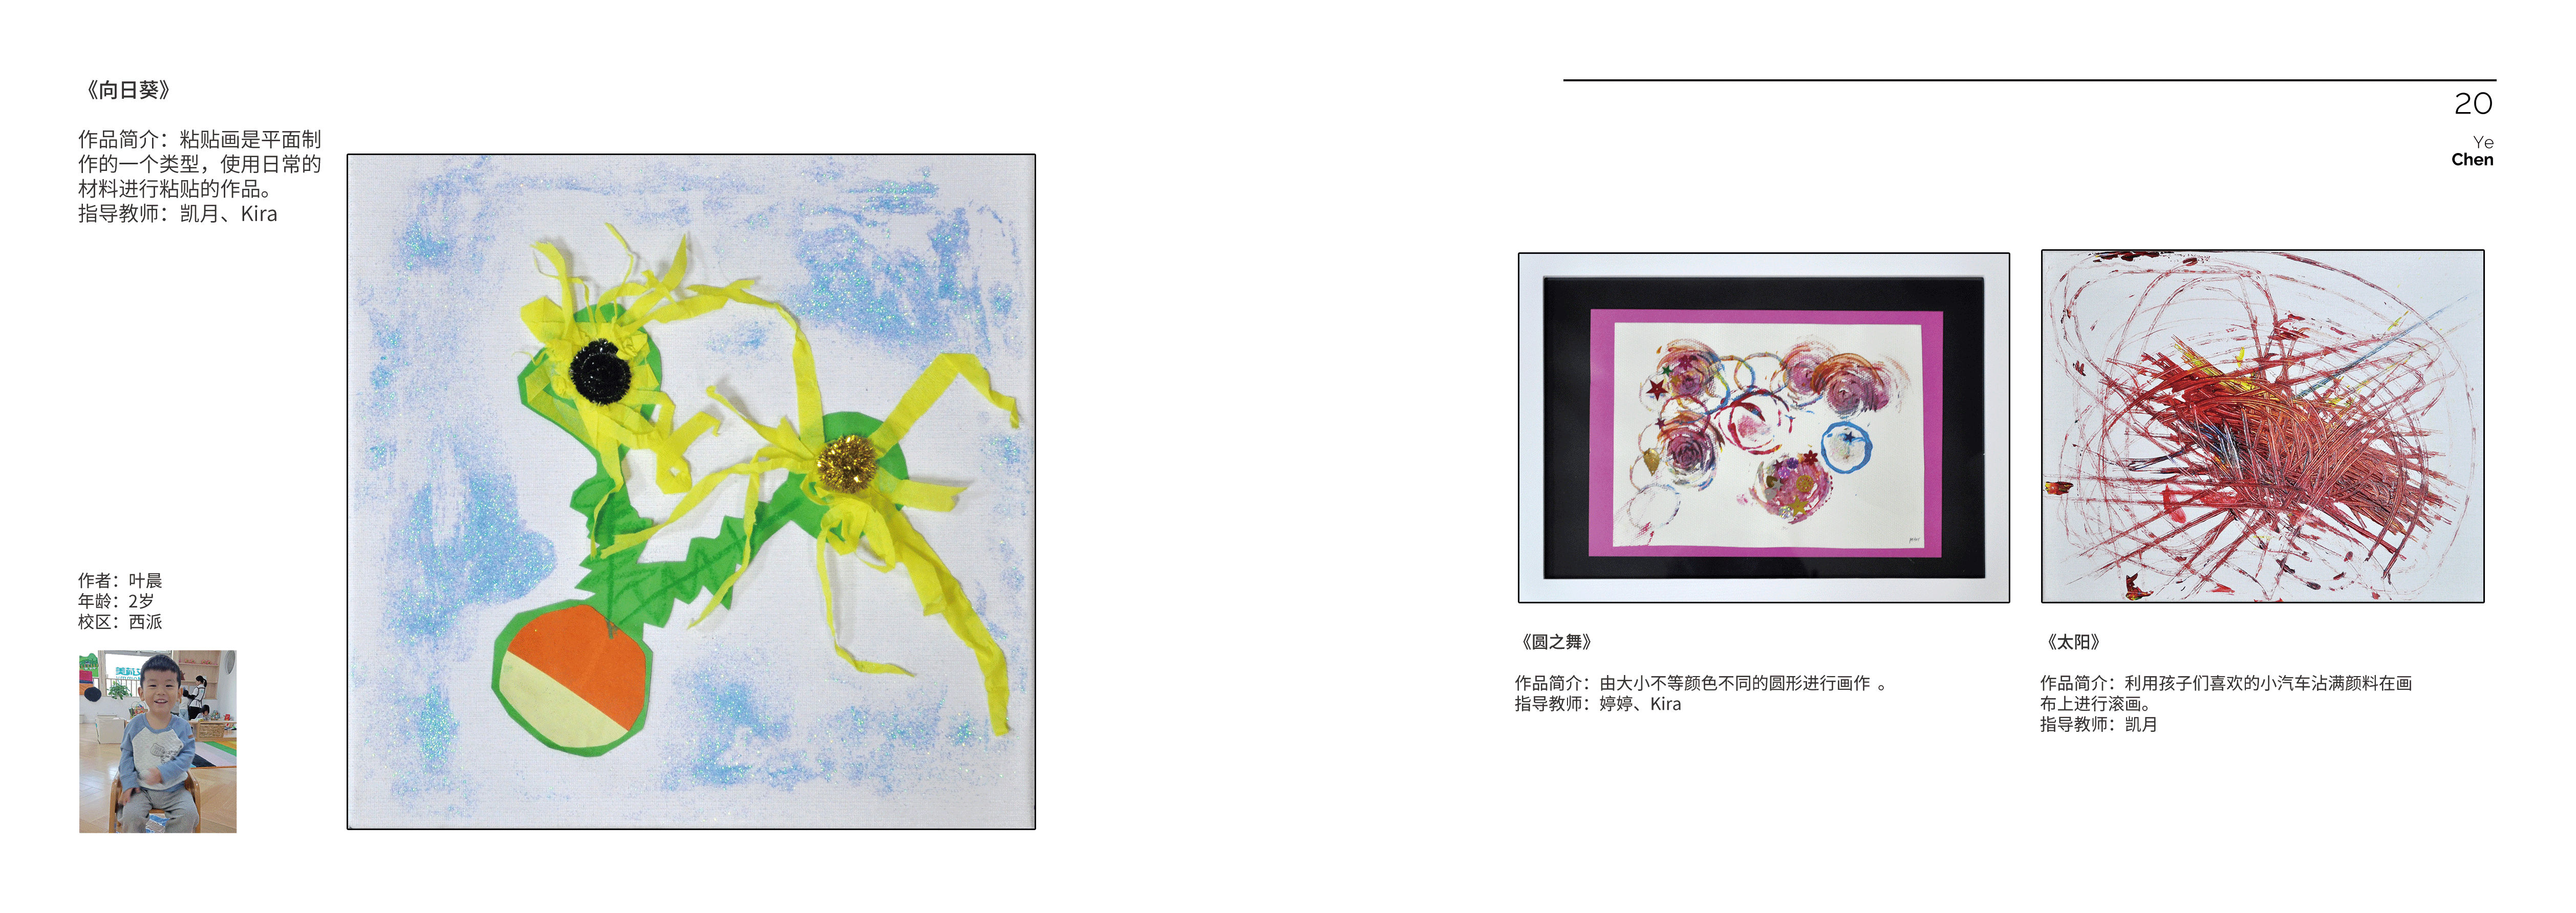 《向日葵》
作品简介：粘贴画是平面制
作的一个类型，使用日常的
材料进行粘贴的作品。
指导教师：凯月、Kira
作者：叶晨
年龄：2岁
校区：西派
20
Ye
Chen
《圆之舞》
作品简介：由大小不等颜色不同的圆形进行画作 。
指导教师：婷婷、Kira
《太阳》
作品简介：利用孩子们喜欢的小汽车沾满颜料在画
布上进行滚画。
指导教师：凯月